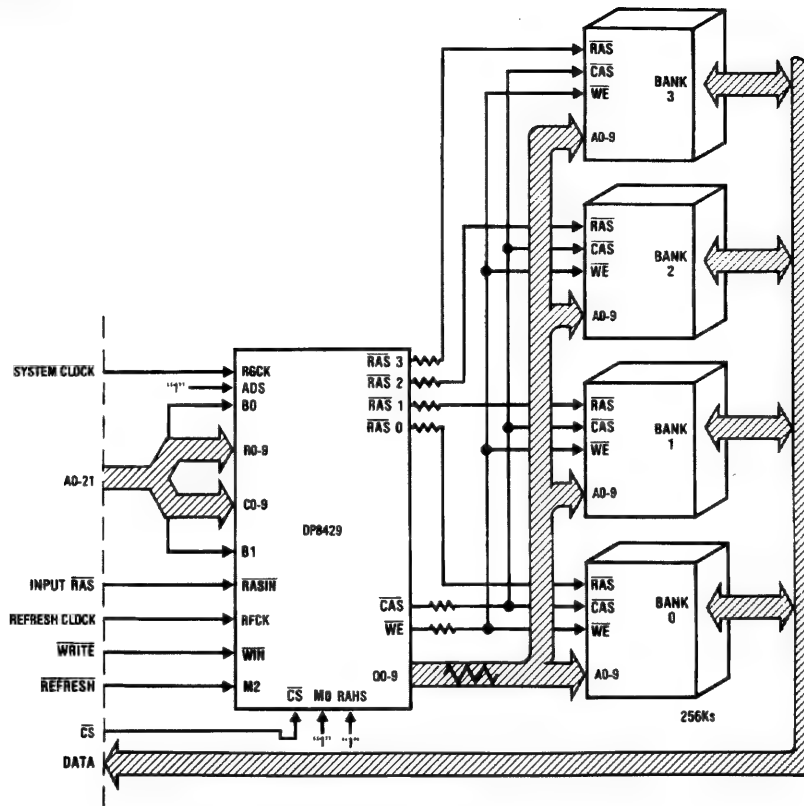 RAS
CAS
WE
A0-9
BANK
3
RAS
CAS
WE
A0-9
BANK
2
RAS
CAS
WE
A0-9
BANK
1
RAS
CAS
WE
A0-9
BANK
0
256Ks
SYSTEM CLOCK
"1"
A0-21
INPUT RAS
REFRESH CLOCK
WRITE
REFRESH
CS
DATA
RGCK
ADS
B0
R0-9
C0-9
B1
RASIN
RFCK
WIN
M2
DP8429
RAS 3
RAS 2
RAS 1
RAS 0
CAS
WE
Q0-9
CS M0 RAHS
"1" "1"